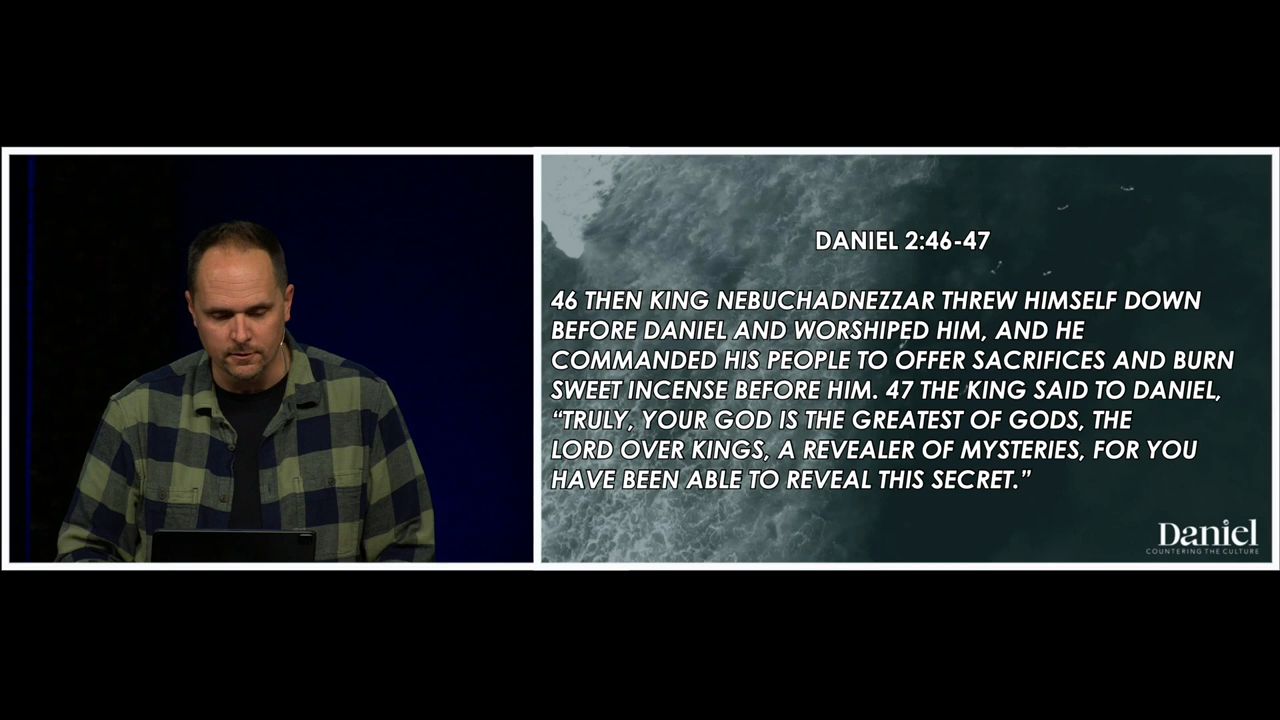 DANIEL 2:46-47
46 THEN KING NEBUCHADNEZZAR THREW HIMSELF DOWN
BEFORE DANIEL AND WORSHIPED HIM, AND HE
COMMANDED HIS PEOPLE TO OFFER SACRIFICES AND BURN
SWEET INCENSE BEFORE HIM. 47 THE KING SAID TO DANIEL,
“TRULY, YOUR GOD IS THE GREATEST OF GODS, THE
LORD OVER KINGS, A REVEALER OF MYSTERIES, FOR YOU
HAVE BEEN ABLE TO REVEAL THIS SECRET.”
Daniel
COUNTERING THE CULTURE